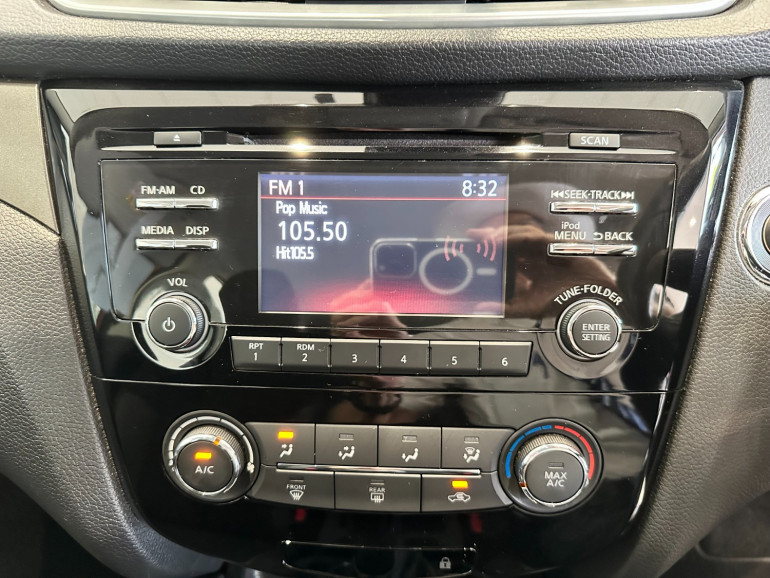 SCAN
FM·AM CD
MEDIA DISP
VOL
FM 1 8:32
Pop Music
105.50
Hit105.5
SEEK·TRACK
iPod
MENU BACK
TUNE·FOLDER
ENTER
SETTING
RPT
1
RDM
2
3
4
5
6
A/C
FRONT
REAR
MAX
A/C